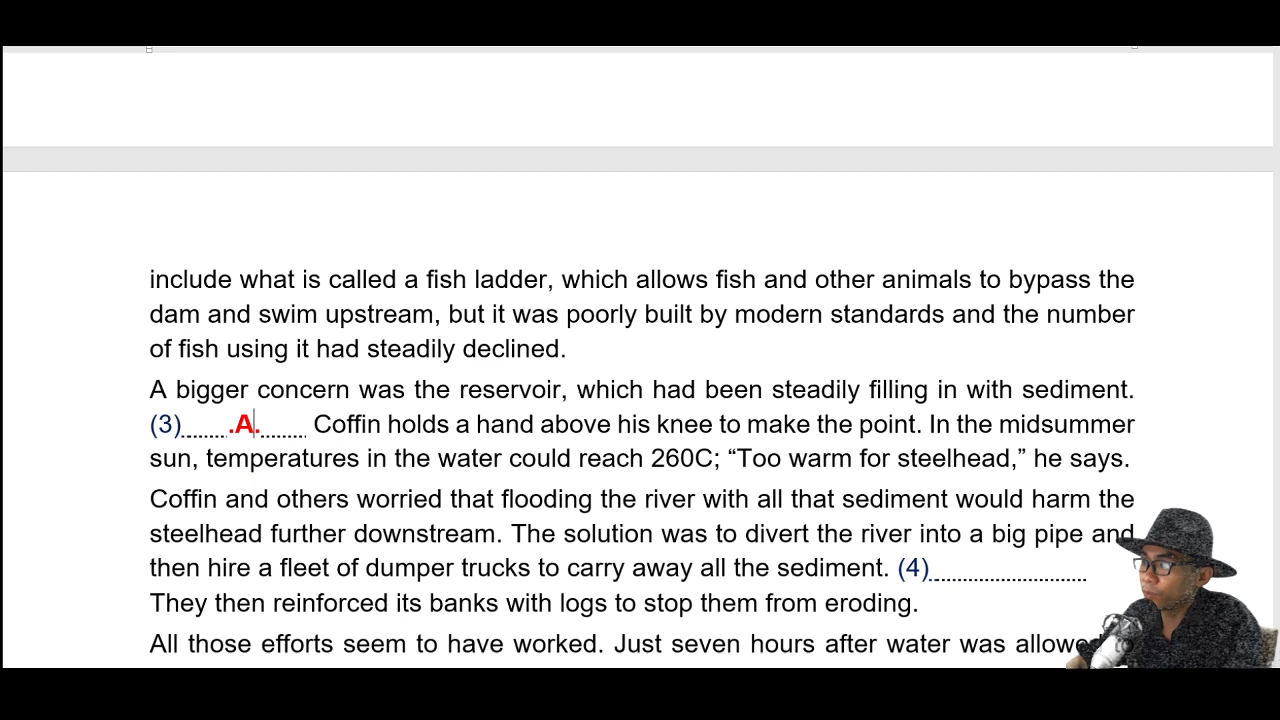 include what is called a fish ladder, which allows fish and other animals to bypass the
dam and swim upstream, but it was poorly built by modern standards and the number
of fish using it had steadily declined.
A bigger concern was the reservoir, which had been steadily filling in with sediment.
(3)......A....... Coffin holds a hand above his knee to make the point. In the midsummer
sun, temperatures in the water could reach 260C; “Too warm for steelhead,” he says.
Coffin and others worried that flooding the river with all that sediment would harm the
steelhead further downstream. The solution was to divert the river into a big pipe and
then hire a fleet of dumper trucks to carry away all the sediment. (4)..........................
They then reinforced its banks with logs to stop them from eroding.
All those efforts seem to have worked. Just seven hours after water was allowed to